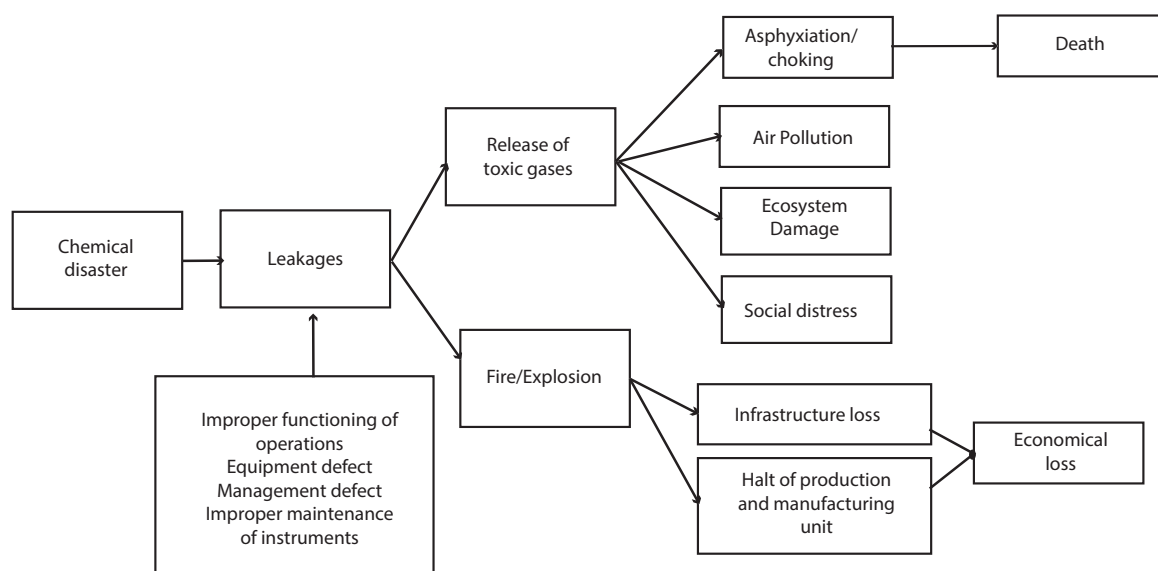 Chemical
disaster
Leakages
Improper functioning of
operations
Equipment defect
Management defect
Improper maintenance
of instruments
Release of
toxic gases
Fire/Explosion
Asphyxiation/
choking
Death
Air Pollution
Ecosystem
Damage
Social distress
Infrastructure loss
Halt of production
and manufacturing
unit
Economical
loss